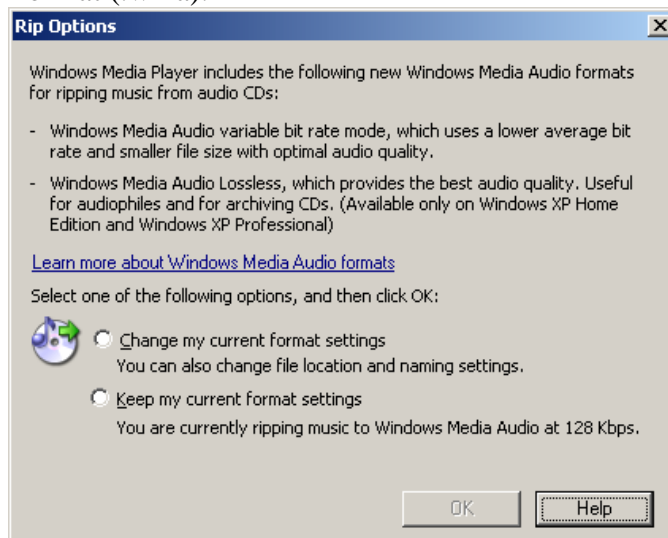 Rip Options
Windows Media Player includes the following new Windows Media Audio formats
for ripping music from audio CDs:
- Windows Media Audio variable bit rate mode, which uses a lower average bit
rate and smaller file size with optimal audio quality.
- Windows Media Audio Lossless, which provides the best audio quality. Useful
for audiophiles and for archiving CDs. (Available only on Windows XP Home
Edition and Windows XP Professional)
Learn more about Windows Media Audio formats
Select one of the following options, and then click OK:
Change my current format settings
You can also change file location and naming settings.
Keep my current format settings
You are currently ripping music to Windows Media Audio at 128 Kbps.
OK Help